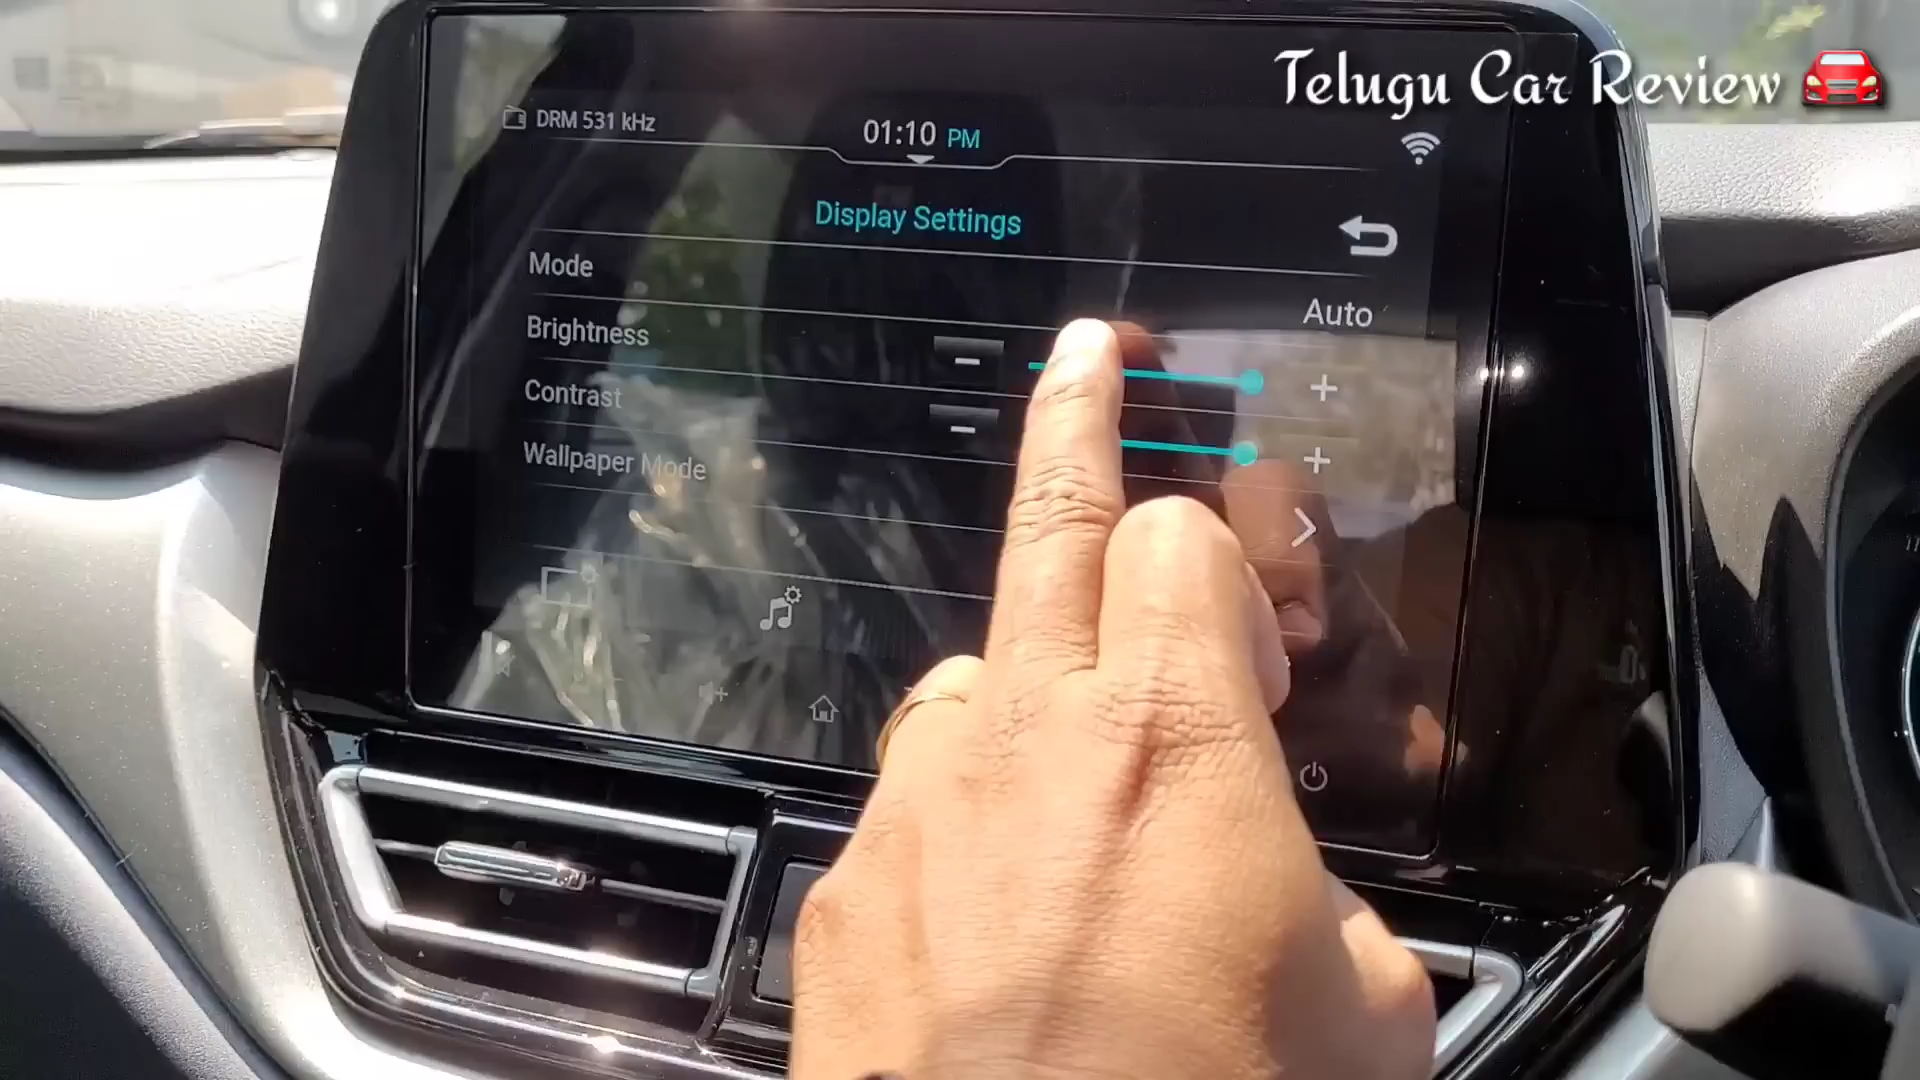 Telugu Car Review
DRM 531 kHz
01:10 PM
Display Settings
Mode
Auto
Brightness
Contrast
Wallpaper Mode